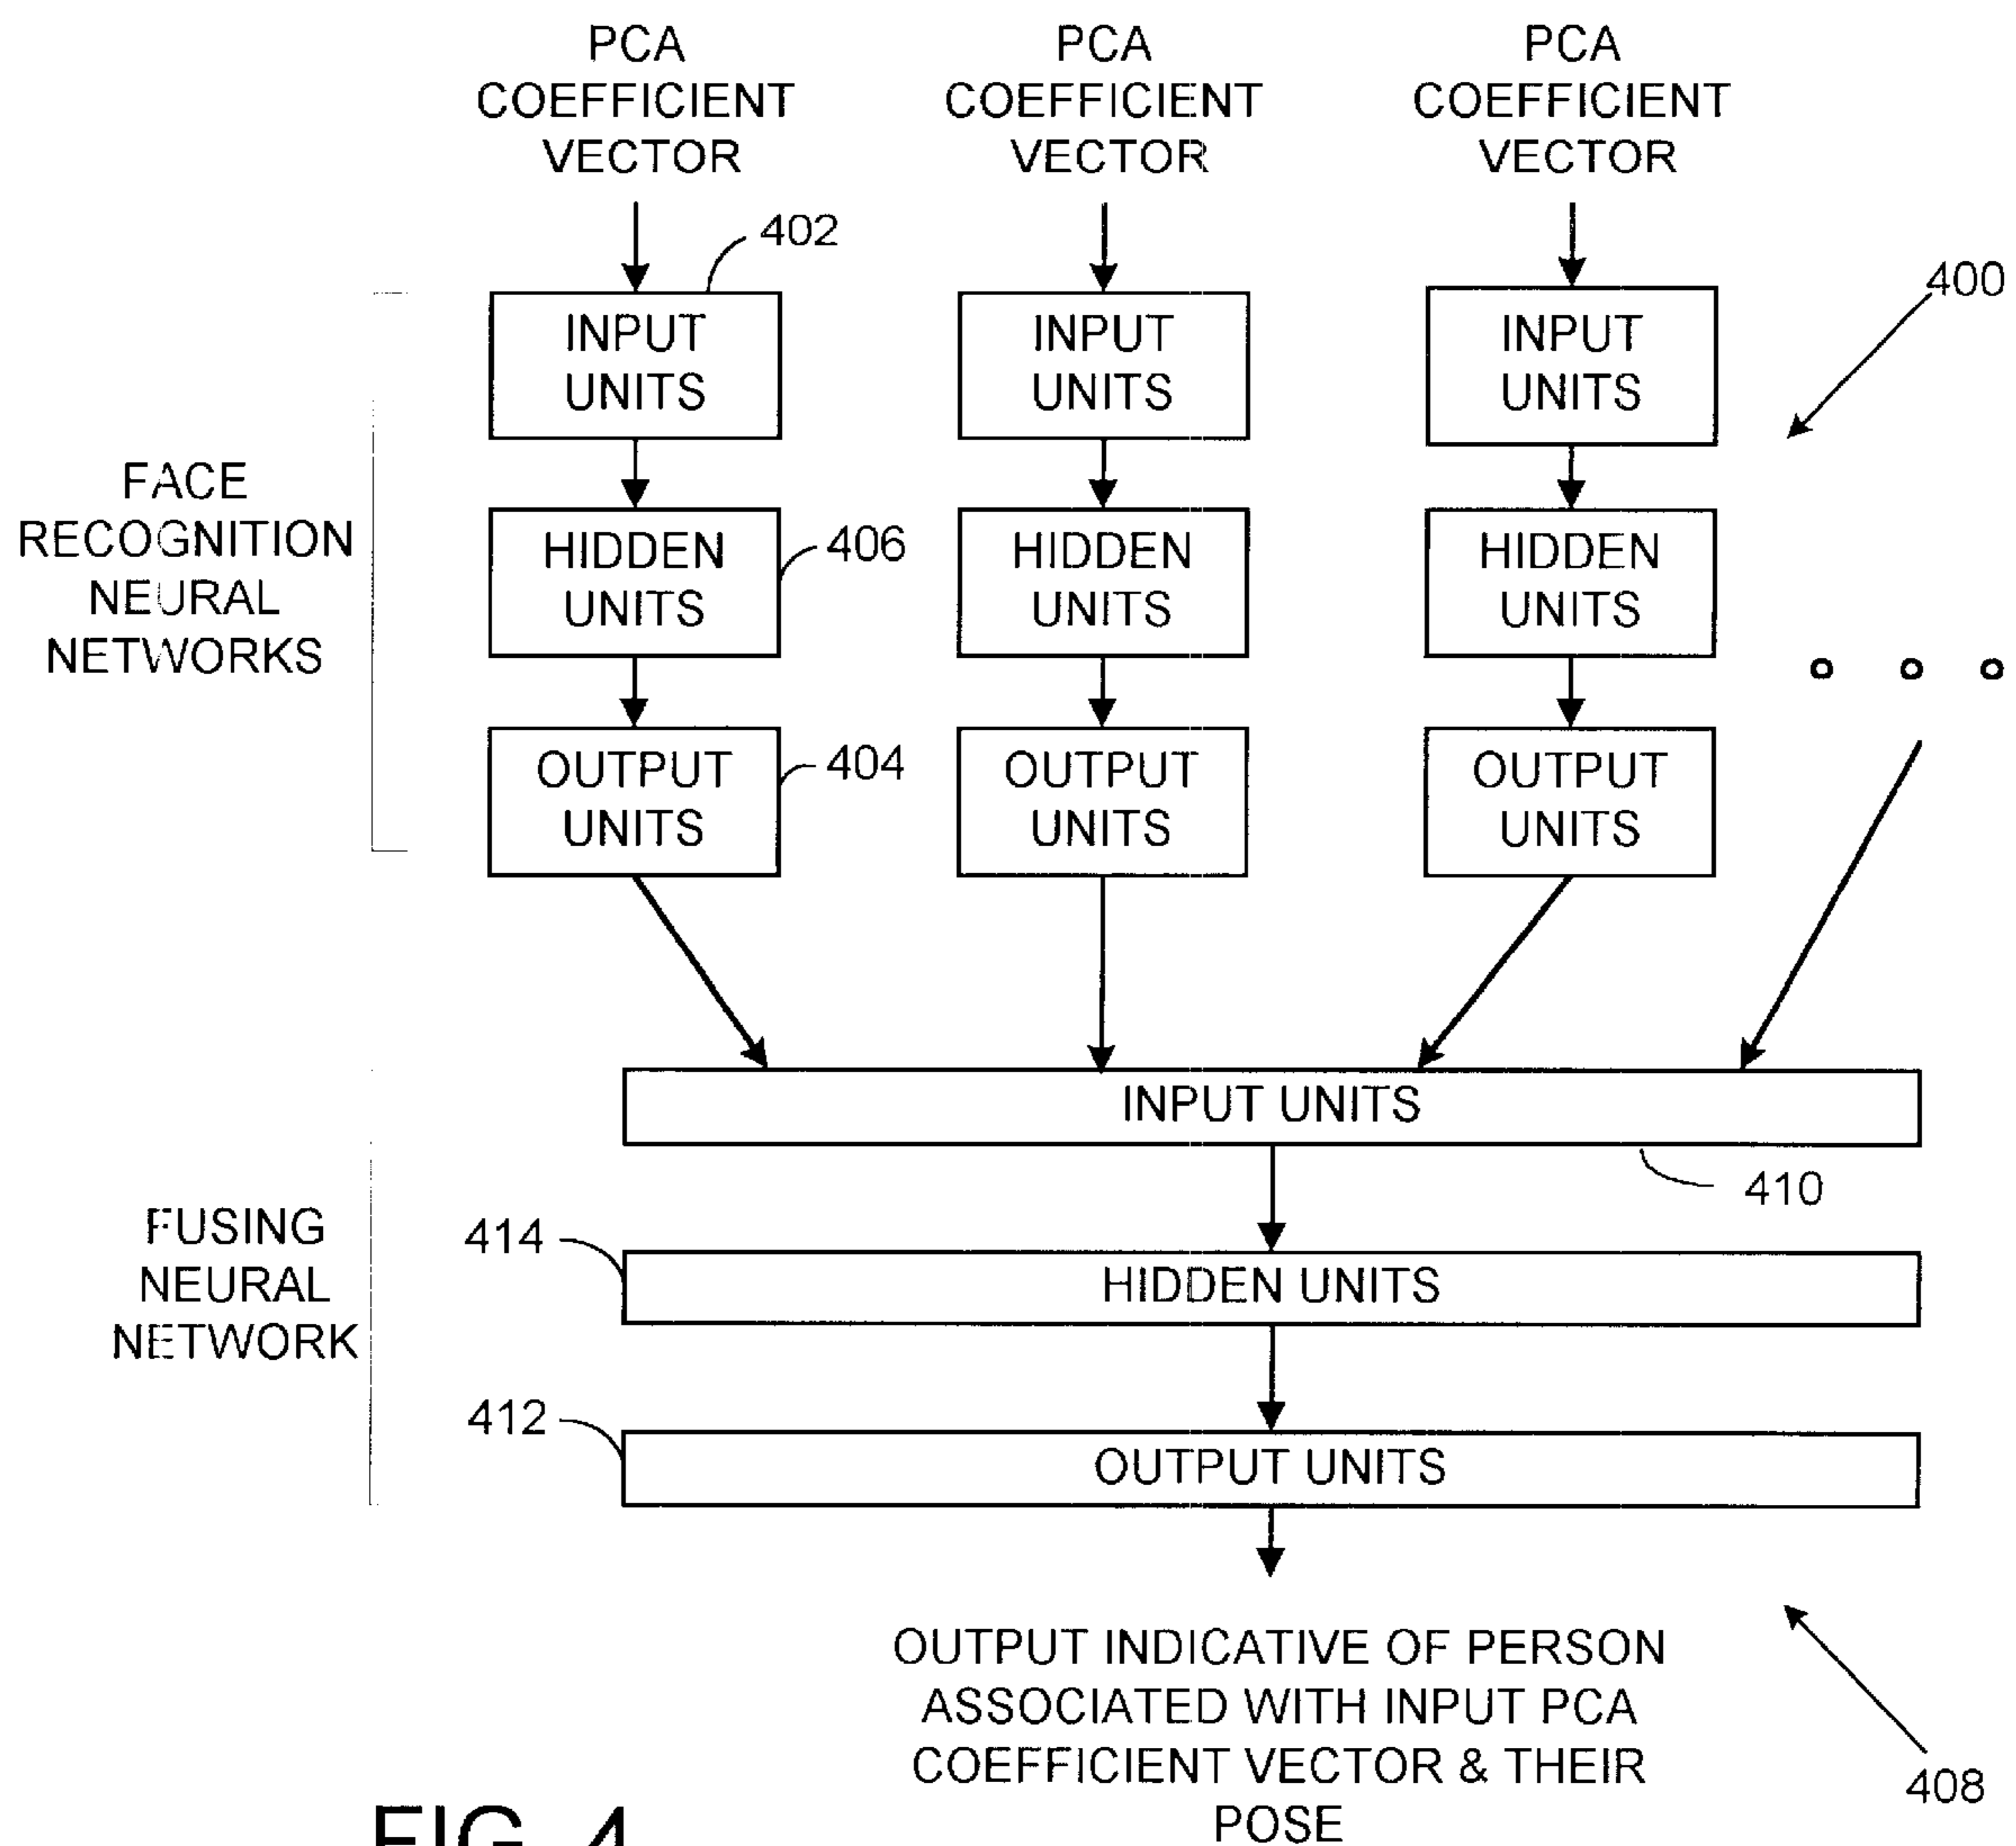 PCA
COEFFICIENT
VECTOR
PCA
COEFFICIENT
VECTOR
PCA
COEFFICIENT
VECTOR
402
400
INPUT
UNITS
INPUT
UNITS
INPUT
UNITS
FACE
RECOGNITION
NEURAL
NETWORKS
HIDDEN
UNITS
406
HIDDEN
UNITS
HIDDEN
UNITS
OUTPUT
UNITS
404
OUTPUT
UNITS
OUTPUT
UNITS
INPUT UNITS
410
FUSING
NEURAL
NETWORK
414
HIDDEN UNITS
412
OUTPUT UNITS
OUTPUT INDICATIVE OF PERSON
ASSOCIATED WITH INPUT PCA
COEFFICIENT VECTOR & THEIR
POSE
408
FIG. 4